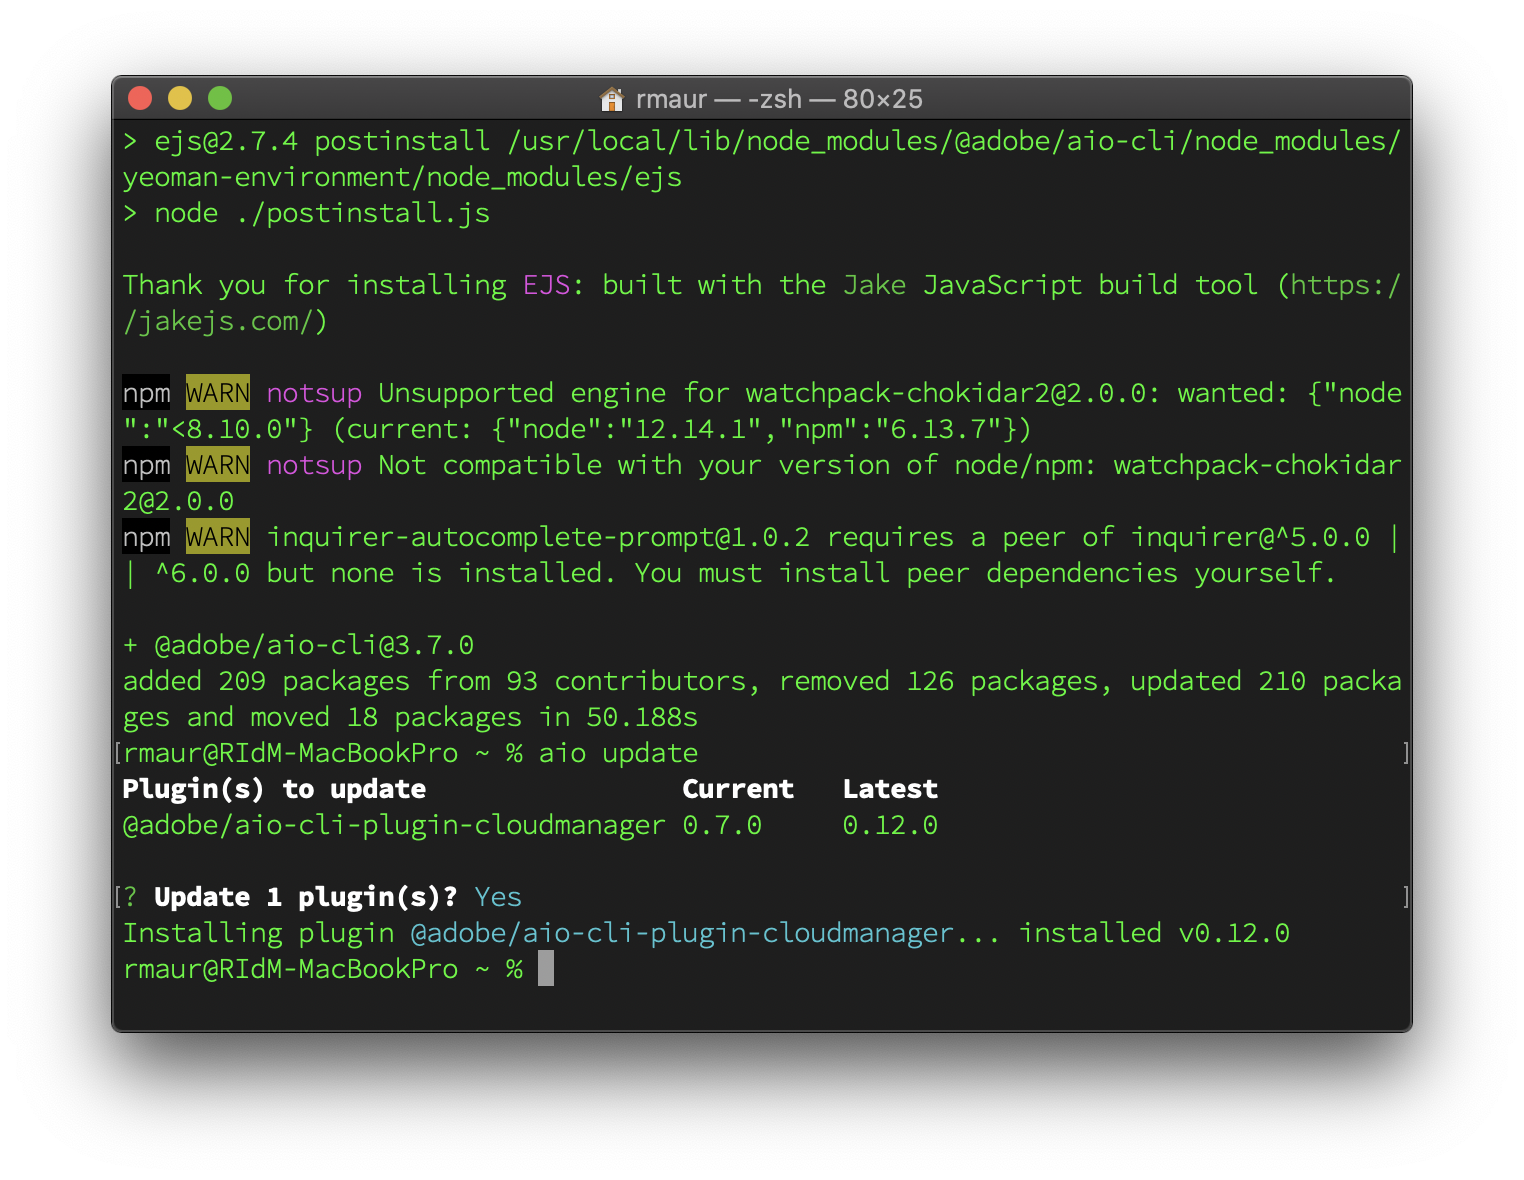 rmaur — -zsh — 80×25
> ejs@2.7.4 postinstall /usr/local/lib/node_modules/@adobe/aio-cli/node_modules/
yeoman-environment/node_modules/ejs
> node ./postinstall.js
Thank you for installing EJS: built with the Jake JavaScript build tool (https:/
/jakejs.com/)
npm WARN notsup Unsupported engine for watchpack-chokidar2@2.0.0: wanted: {"node
":"<8.10.0"} (current: {"node":"12.14.1","npm":"6.13.7"})
npm WARN notsup Not compatible with your version of node/npm: watchpack-chokidar
2@2.0.0
npm WARN inquirer-autocomplete-prompt@1.0.2 requires a peer of inquirer@^5.0.0 |
| ^6.0.0 but none is installed. You must install peer dependencies yourself.
+ @adobe/aio-cli@3.7.0
added 209 packages from 93 contributors, removed 126 packages, updated 210 packa
ges and moved 18 packages in 50.188s
[rmaur@RIdM-MacBookPro ~ % aio update ]
Plugin(s) to update Current Latest
@adobe/aio-cli-plugin-cloudmanager 0.7.0 0.12.0
[? Update 1 plugin(s)? Yes ]
Installing plugin @adobe/aio-cli-plugin-cloudmanager... installed v0.12.0
rmaur@RIdM-MacBookPro ~ %